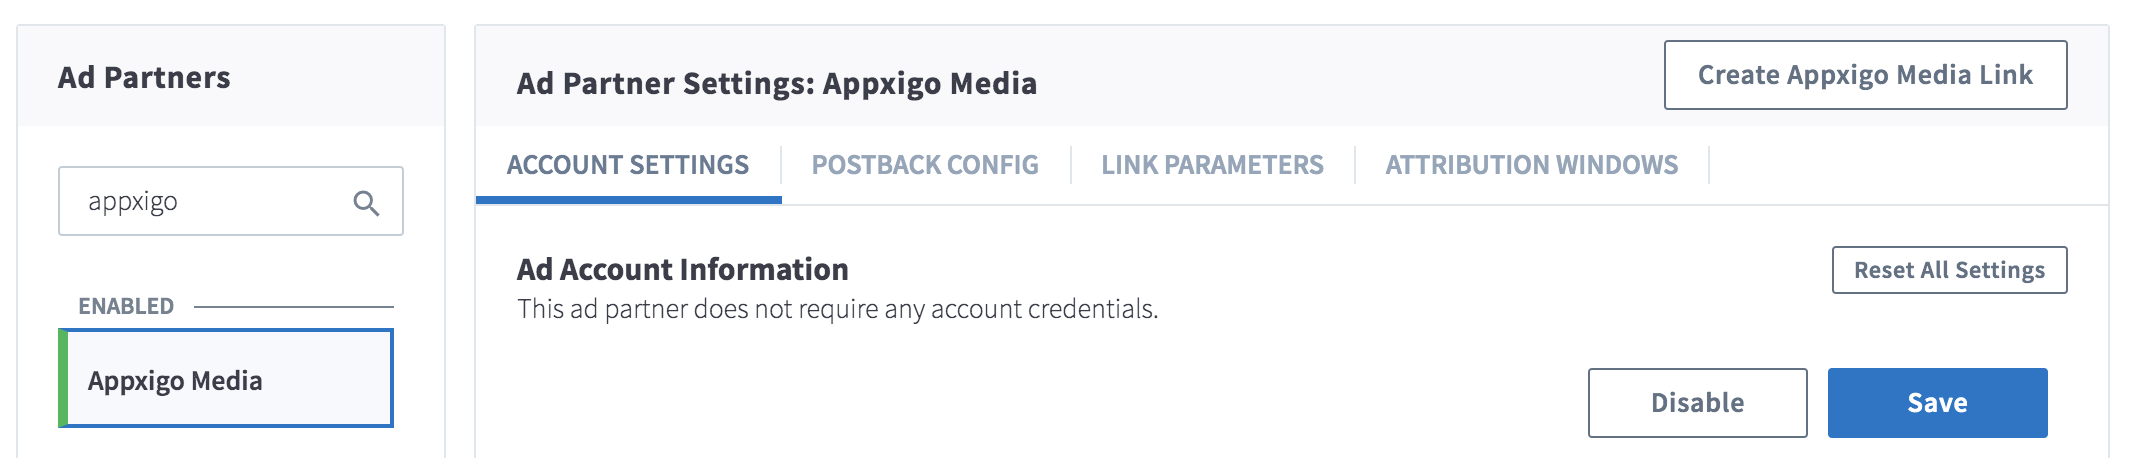 Ad Partners
appxigo
ENABLED
Appxigo Media
Ad Partner Settings: Appxigo Media
Create Appxigo Media Link
ACCOUNT SETTINGS
POSTBACK CONFIG
LINK PARAMETERS
ATTRIBUTION WINDOWS
Ad Account Information
Reset All Settings
This ad partner does not require any account credentials.
Disable
Save